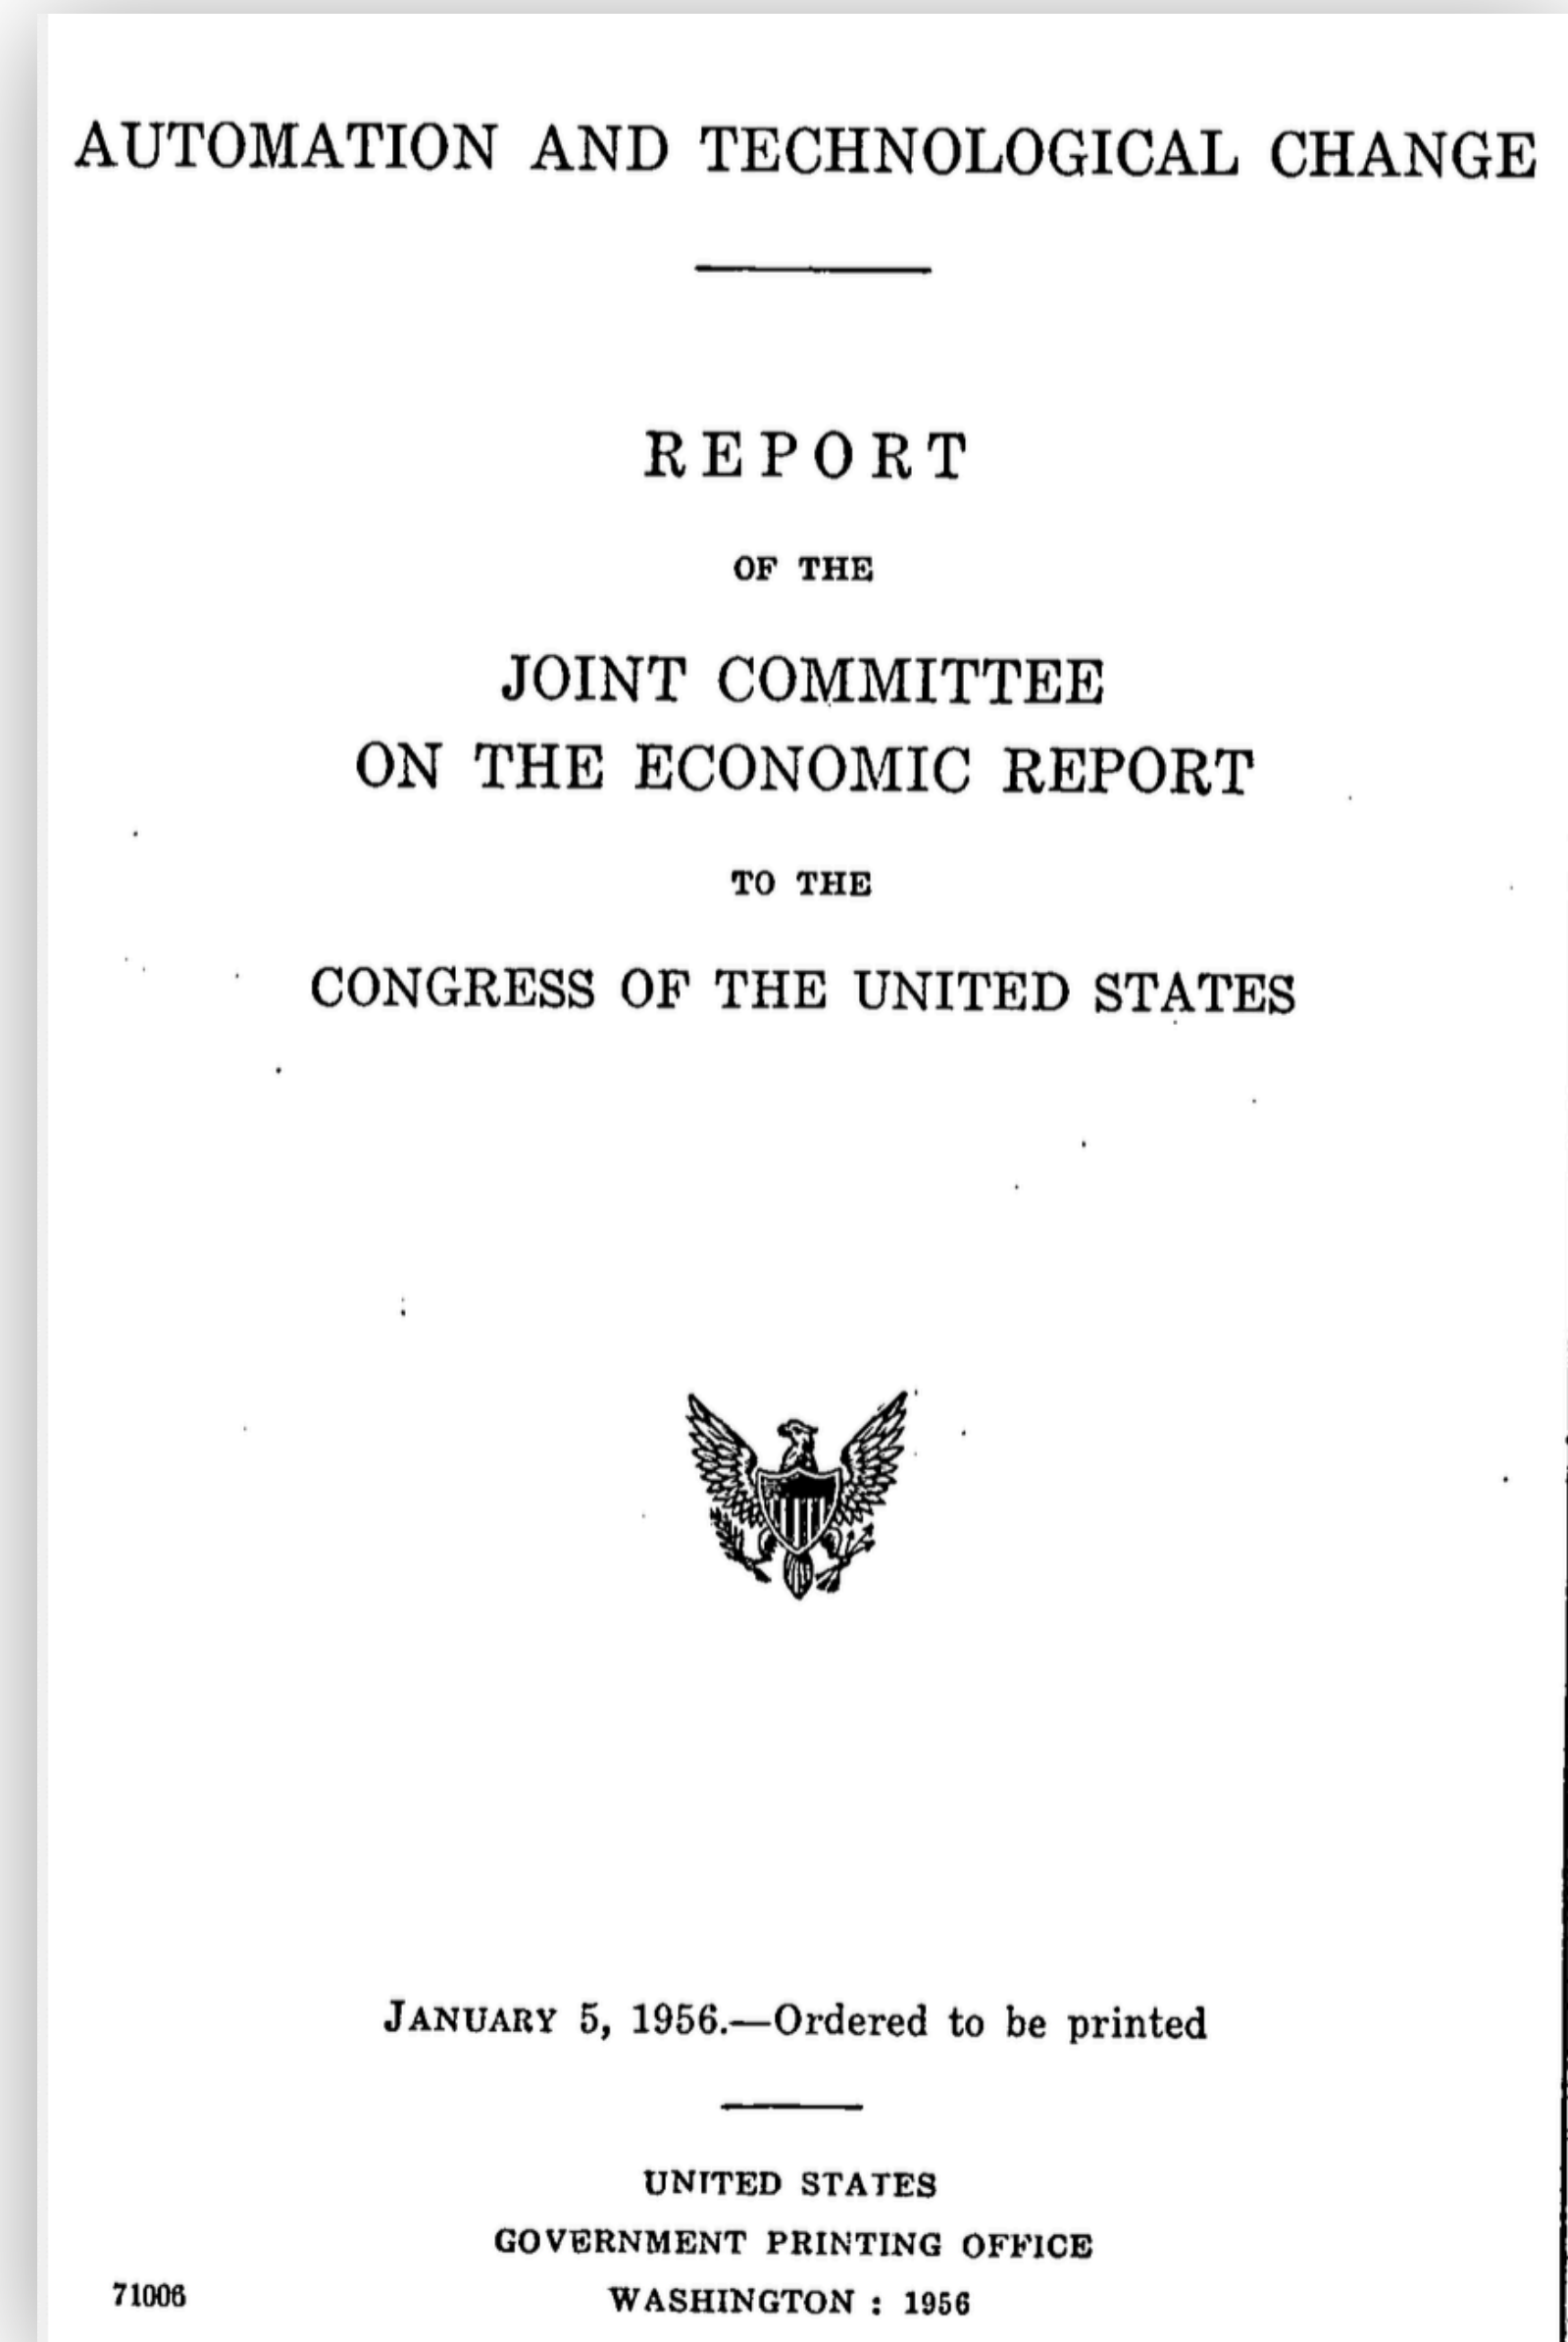 AUTOMATION AND TECHNOLOGICAL CHANGE
REPORT
OF THE
JOINT COMMITTEE
ON THE ECONOMIC REPORT
TO THE
CONGRESS OF THE UNITED STATES
JANUARY 5, 1956.—Ordered to be printed
UNITED STATES
GOVERNMENT PRINTING OFFICE
71006
WASHINGTON : 1956